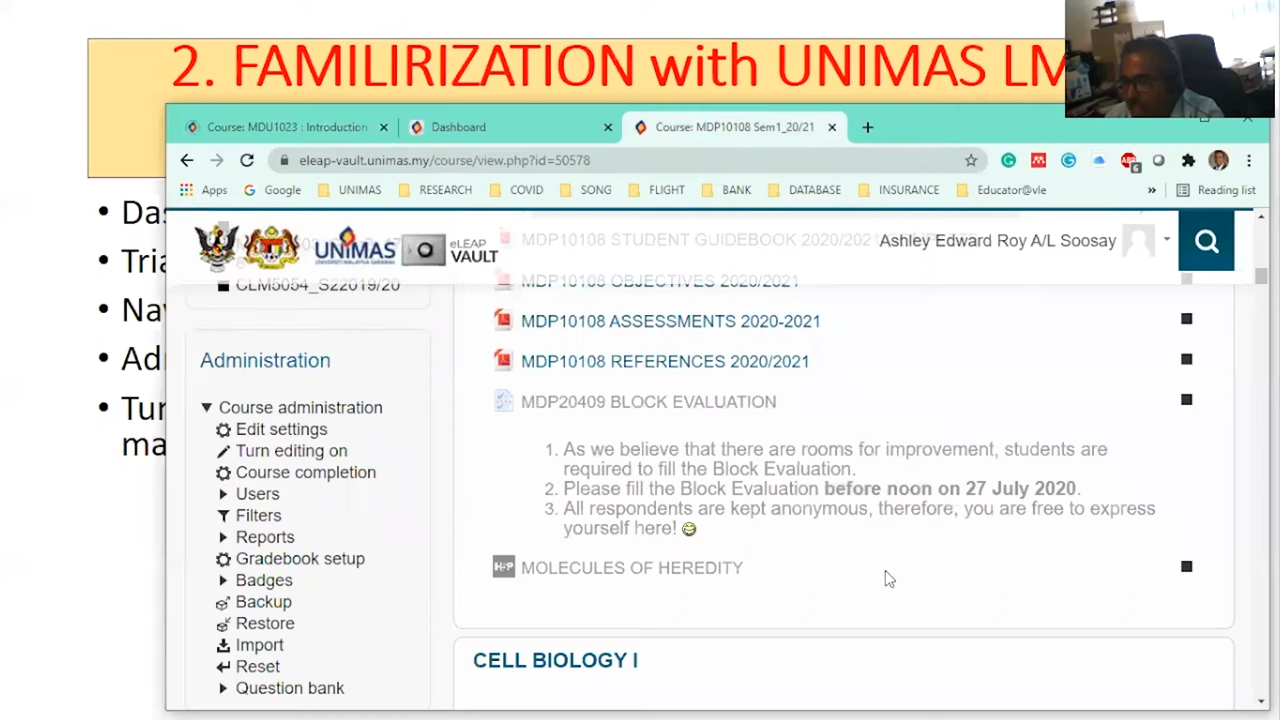 2. FAMILIRIZATION with UNIMAS LM
Course: MDU1023 : Introduction
Dashboard
Course: MDP10108 Sem1_20/21
eleap-vault.unimas.my/course/view.php?id=50578
Apps
Google
UNIMAS
RESEARCH
COVID
SONG
FLIGHT
BANK
DATABASE
INSURANCE
Educator@vle
Reading list
UNIMAS
eLEAP
VAULT
Ashley Edward Roy A/L Soosay
MDP10108 STUDENT GUIDEBOOK 2020/2021
CLM5054_S22019/20
MDP10108 OBJECTIVES 2020/2021
MDP10108 ASSESSMENTS 2020-2021
MDP10108 REFERENCES 2020/2021
MDP20409 BLOCK EVALUATION
1. As we believe that there are rooms for improvement, students are
required to fill the Block Evaluation.
2. Please fill the Block Evaluation before noon on 27 July 2020.
3. All respondents are kept anonymous, therefore, you are free to express
yourself here!
H5P MOLECULES OF HEREDITY
CELL BIOLOGY I
Administration
Course administration
Edit settings
Turn editing on
Course completion
Users
Filters
Reports
Gradebook setup
Badges
Backup
Restore
Import
Reset
Question bank
• Da
• Tria
• Na
• Ad
• Tur
ma